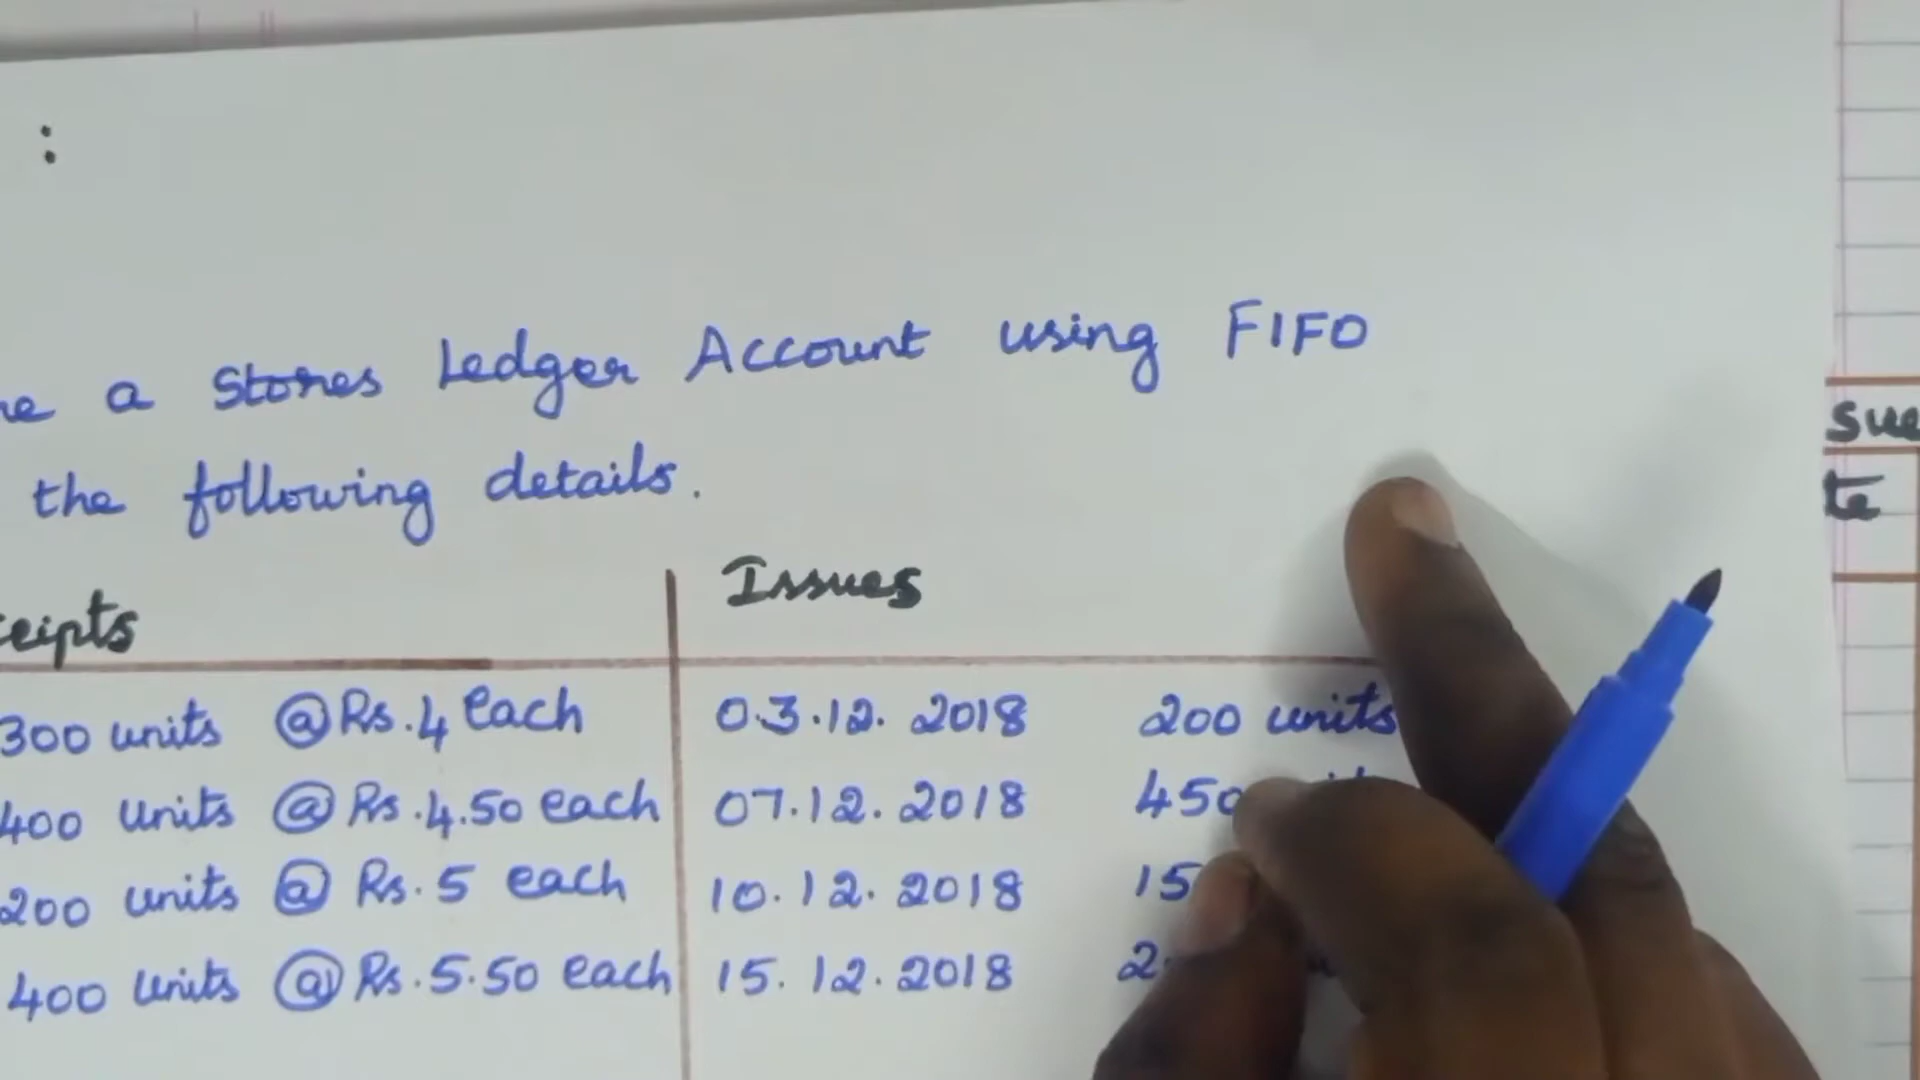 :
a Stores Ledger Account using FIFO
the following details.
Issues
300 units @ Rs.4 each 03.12.2018 200 units
400 units @ Rs.4.50 each 07.12.2018 450
200 units @ Rs.5 each 10.12.2018
400 units @ Rs.5.50 each 15.12.2018